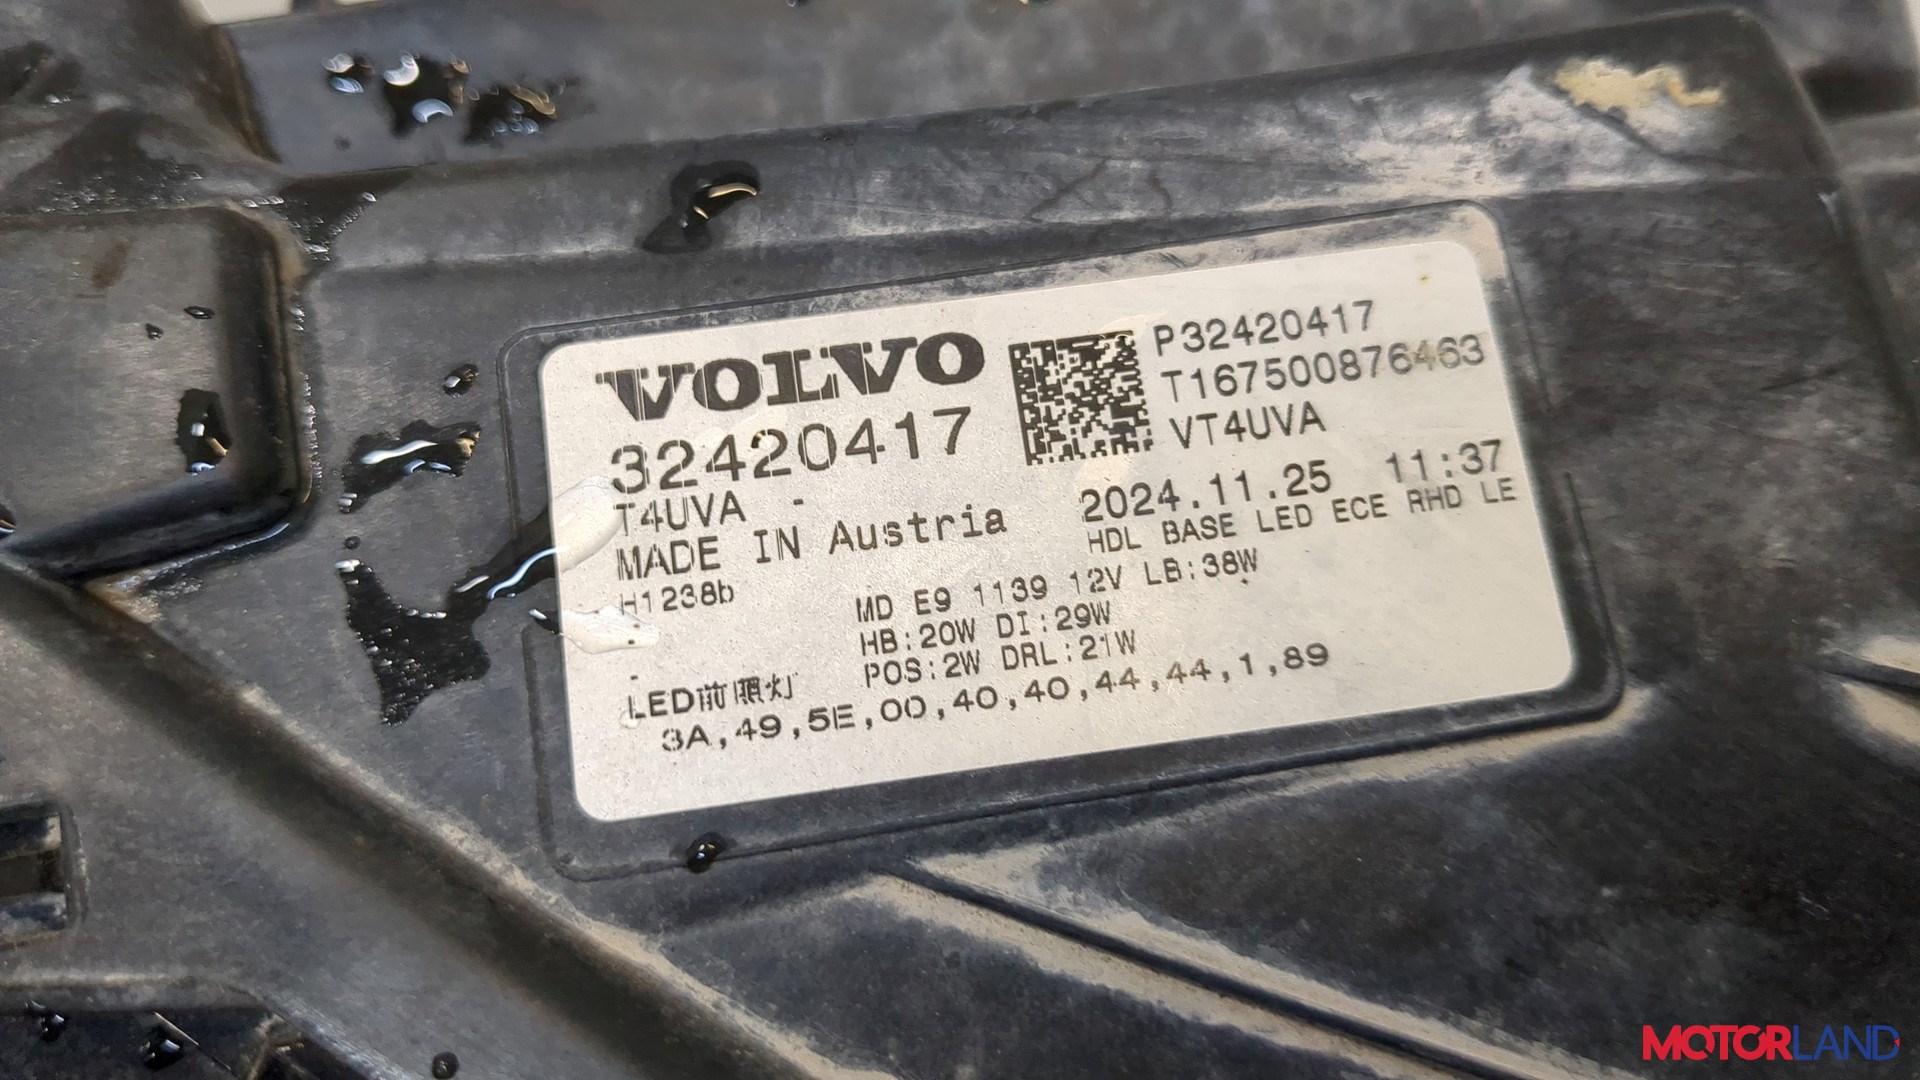 VOLVO
32420417
T4UVA -
MADE IN Austria
H1238b
P32420417
T167500876463
VT4UVA
2024.11.25 11:37
HDL BASE LED ECE RHD LE
MD E9 1139 12V LB:38W
HB:20W DI:29W
POS:2W DRL:21W
-
LED前照灯
3A,49,5E,00,40,40,44,44,1,89
MOTORLAND